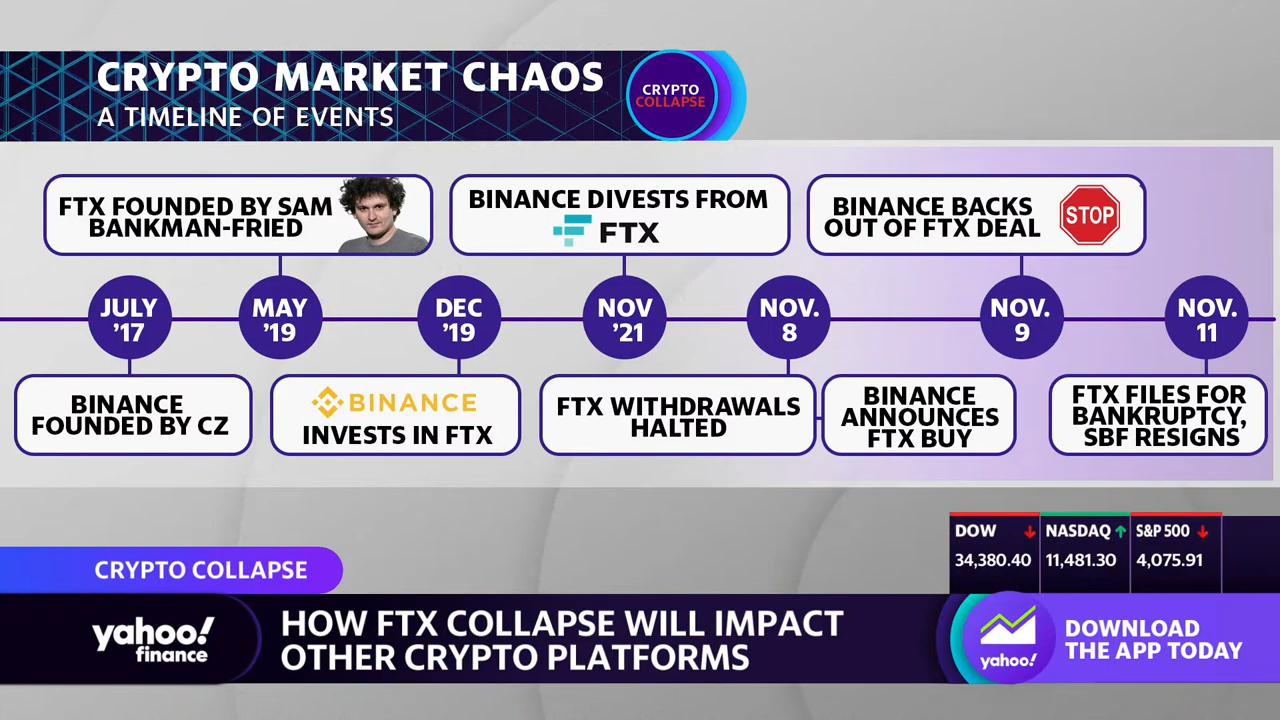 CRYPTO MARKET CHAOS
A TIMELINE OF EVENTS
CRYPTO
COLLAPSE
FTX FOUNDED BY SAM
BANKMAN-FRIED
BINANCE DIVESTS FROM
FTX
BINANCE BACKS
OUT OF FTX DEAL
STOP
JULY
’17
MAY
’19
DEC
’19
NOV
’21
NOV.
8
NOV.
9
NOV.
11
BINANCE
FOUNDED BY CZ
BINANCE
INVESTS IN FTX
FTX WITHDRAWALS
HALTED
BINANCE
ANNOUNCES
FTX BUY
FTX FILES FOR
BANKRUPTCY,
SBF RESIGNS
DOW
34,380.40
NASDAQ
11,481.30
S&P 500
4,075.91
CRYPTO COLLAPSE
yahoo!
finance
HOW FTX COLLAPSE WILL IMPACT
OTHER CRYPTO PLATFORMS
yahoo!
DOWNLOAD
THE APP TODAY